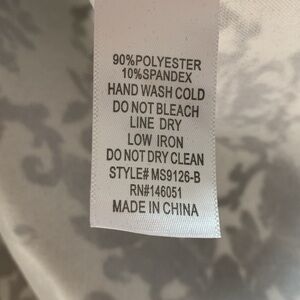 90%POLYESTER
10%SPANDEX
HAND WASH COLD
DO NOT BLEACH
LINE DRY
LOW IRON
DO NOT DRY CLEAN
STYLE# MS9126-B
RN#146051
MADE IN CHINA